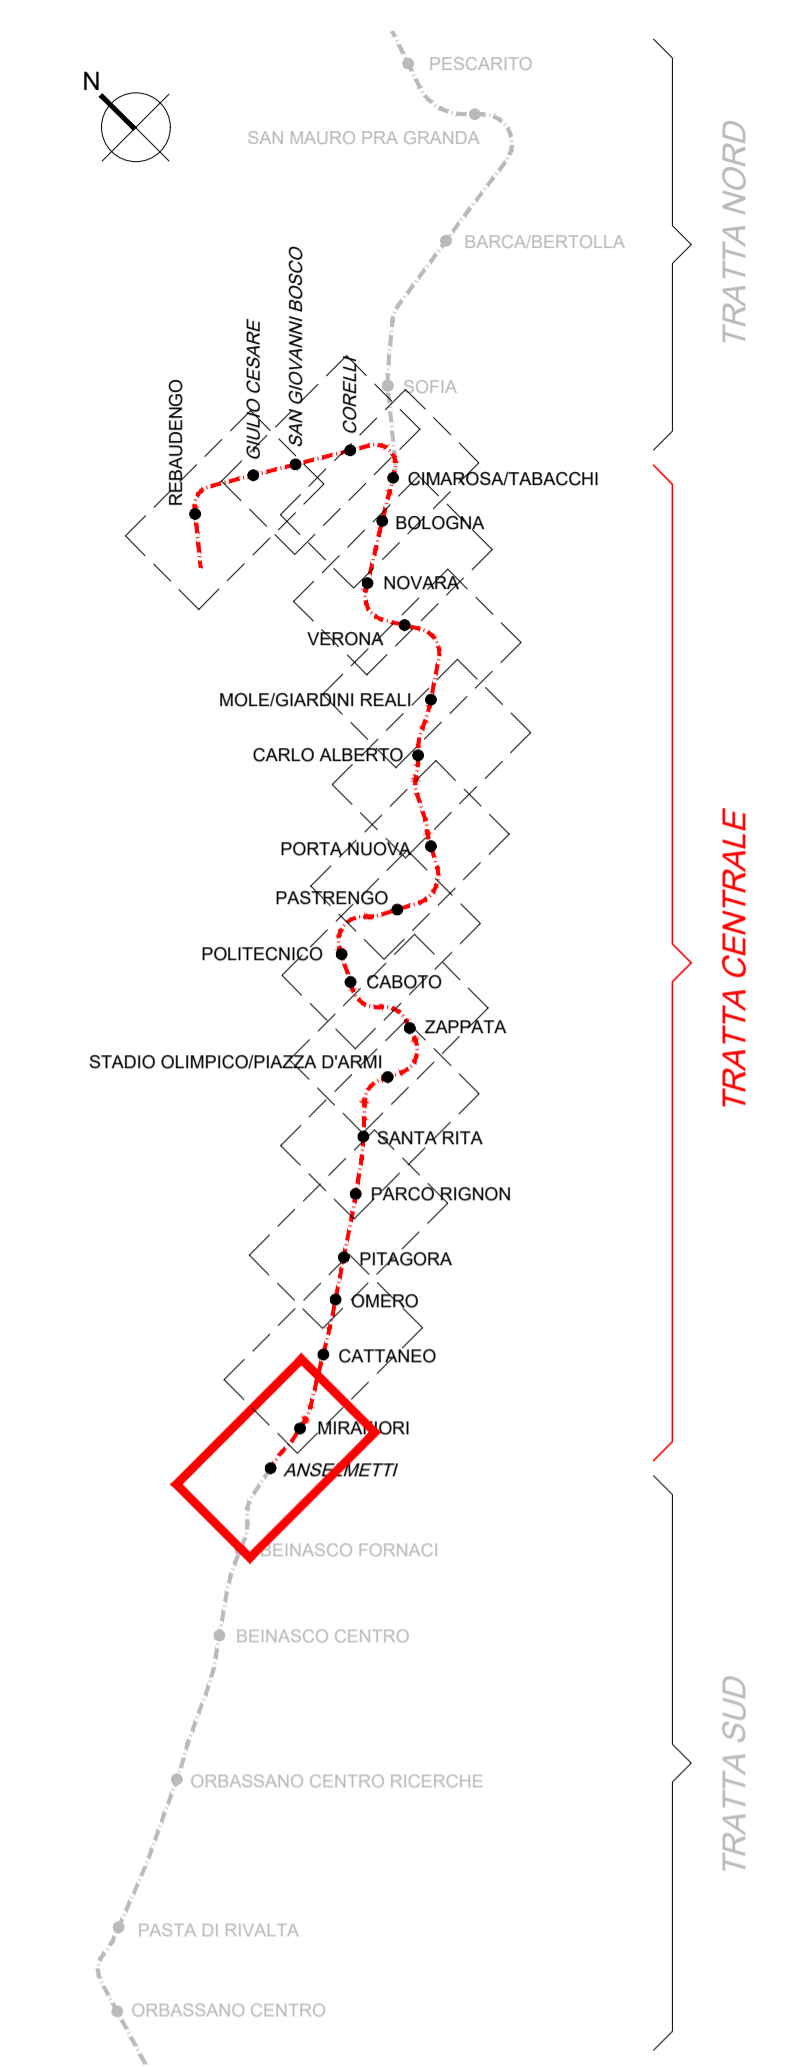 PESCARITO
N
SAN MAURO PRA GRANDA
TRATTA NORD
BARCA/BERTOLLA
SOFIA
REBAUDENGO
GIULIO CESARE
SAN GIOVANNI BOSCO
CORELLI
CIMAROSA/TABACCHI
BOLOGNA
NOVARA
VERONA
MOLE/GIARDINI REALI
CARLO ALBERTO
PORTA NUOVA
PASTRENGO
TRATTA CENTRALE
POLITECNICO
CABOTO
ZAPPATA
STADIO OLIMPICO/PIAZZA D'ARMI
SANTA RITA
PARCO RIGNON
PITAGORA
OMERO
CATTANEO
MIRAFIORI
ANSELMETTI
BEINASCO FORNACI
BEINASCO CENTRO
ORBASSANO CENTRO RICERCHE
TRATTA SUD
PASTA DI RIVALTA
ORBASSANO CENTRO